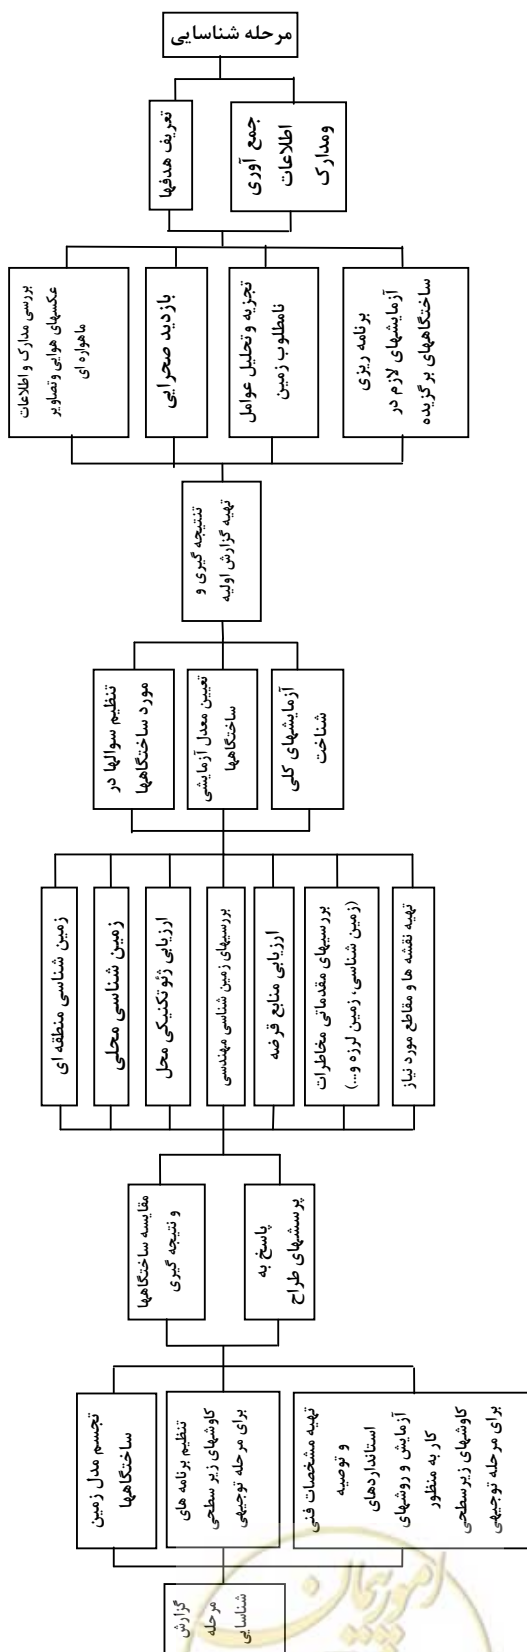 مرحله شناسایی
تعریف هدفها
جمع آوری
اطلاعات
ومدارک
بررسی مدارک و اطلاعات
عکسهای هوایی وتصاویر
ماهواره ای
بازدید صحرایی
تجزیه وتحلیل عوامل
نامطلوب زمین
برنامه ریزی
آزمایشهای لازم در
ساختگاههای برگزیده
تنتیجه گیری و
تهیه گزارش اولیه
تنظیم سوالها در
مورد ساختگاهها
تعیین معدل آزمایشی
ساختگاهها
شناخت
آزمایشهای کلی
زمین شناسی منطقه ای
زمین شناسی محلی
ارزیابی ژئوتکنیکی محل
بررسیهای زمین شناسی مهندسی
ارزیابی منابع قرضه
بررسیهای مقدماتی مخاطرات
(زمین شناسی، زمین لرزه و...)
تهیه نقشه ها و مقاطع مورد نیاز
مقایسه ساختگاهها
و نتیجه گیری
پاسخ به
پرسشهای طراح
تجسم مدل زمین
ساختگاهها
تنظیم برنامه های
کاوشهای زیر سطحی
برای مرحله توجیهی
تهیه مشخصات فنی
و توصیه
استانداردهای
آزمایش و روشهای
کار به منظور
کاوشهای زیرسطحی
برای مرحله توجیهی
گزارش
مرحله
شناسایی
امور پیمان